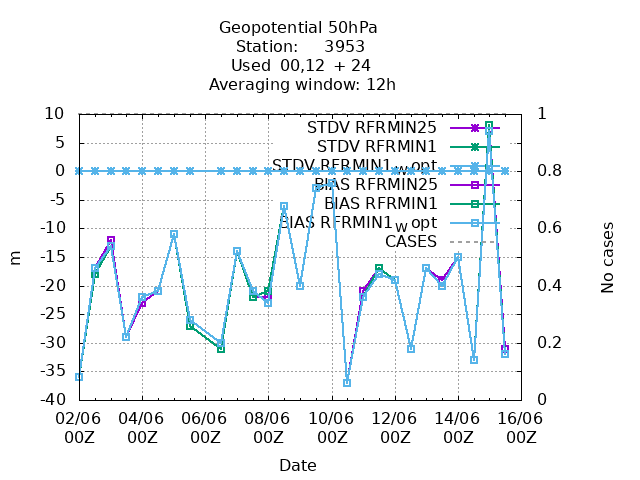 Geopotential 50hPa
Station: 3953
Used 00,12 + 24
Averaging window: 12h
10
5
0
-5
-10
-15
-20
-25
-30
-35
-40
m
1
0.8
0.6
0.4
0.2
0
No cases
STDV RFRMIN25
STDV RFRMIN1
STDV RFRMIN1_w opt
BIAS RFRMIN25
BIAS RFRMIN1
BIAS RFRMIN1_w opt
CASES
02/06 04/06 06/06 08/06 10/06 12/06 14/06 16/06
00Z 00Z 00Z 00Z 00Z 00Z 00Z 00Z
Date